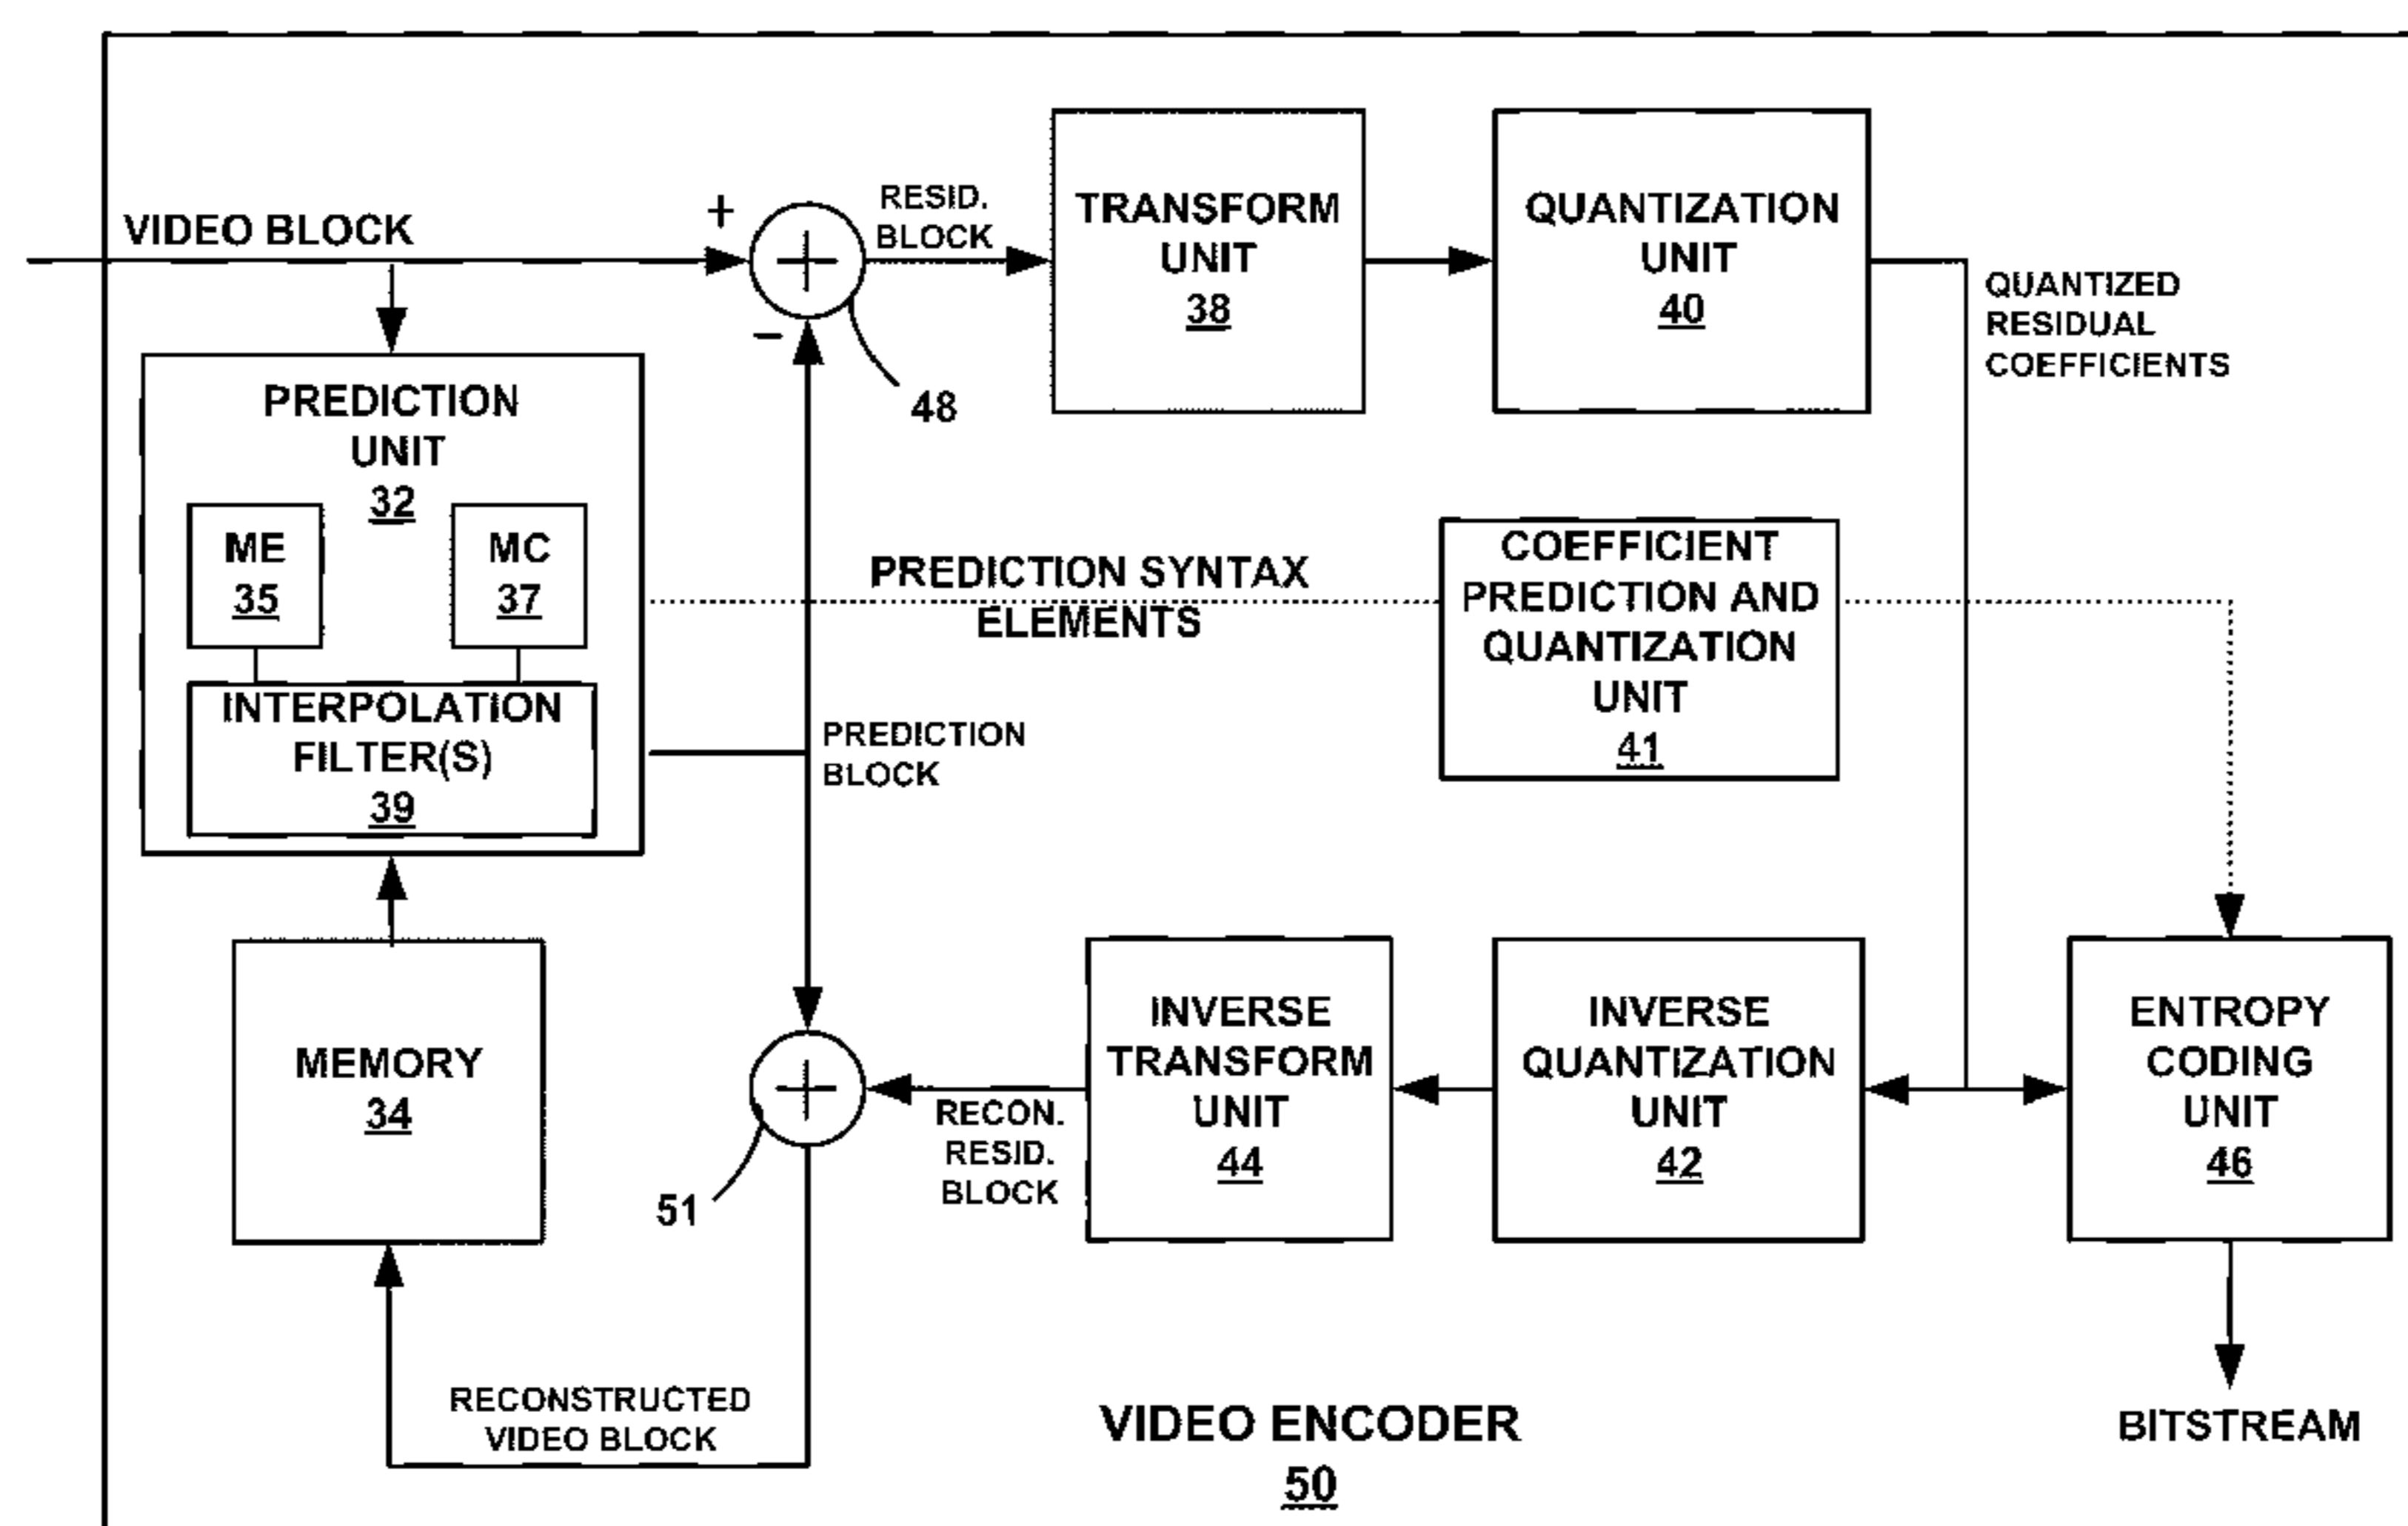 VIDEO BLOCK
+
−
RESID.
BLOCK
48
TRANSFORM
UNIT
38
QUANTIZATION
UNIT
40
QUANTIZED
RESIDUAL
COEFFICIENTS
PREDICTION
UNIT
32
ME
35
MC
37
INTERPOLATION
FILTER(S)
39
PREDICTION SYNTAX
ELEMENTS
COEFFICIENT
PREDICTION AND
QUANTIZATION
UNIT
41
PREDICTION
BLOCK
MEMORY
34
51
RECON.
RESID.
BLOCK
INVERSE
TRANSFORM
UNIT
44
INVERSE
QUANTIZATION
UNIT
42
ENTROPY
CODING
UNIT
46
RECONSTRUCTED
VIDEO BLOCK
VIDEO ENCODER
50
BITSTREAM